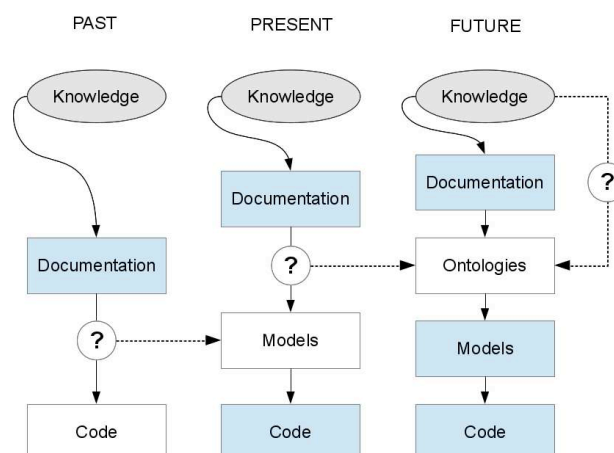 PAST
PRESENT
FUTURE
Knowledge
Knowledge
Knowledge
?
Documentation
Documentation
Documentation
?
Ontologies
?
Models
Models
Code
Code
Code